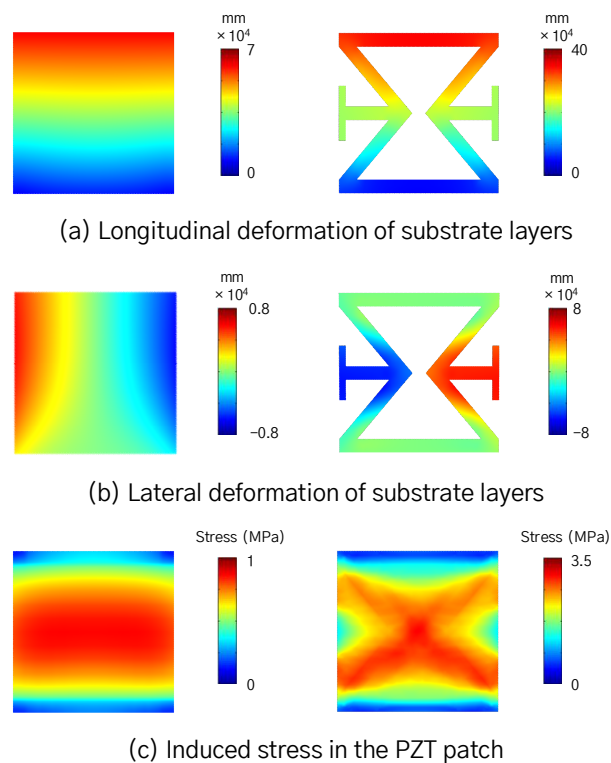 mm
× 10⁴
7
0
mm
× 10⁴
40
0
(a) Longitudinal deformation of substrate layers
mm
× 10⁴
0.8
−0.8
mm
× 10⁴
8
−8
(b) Lateral deformation of substrate layers
Stress (MPa)
1
0
Stress (MPa)
3.5
0
(c) Induced stress in the PZT patch